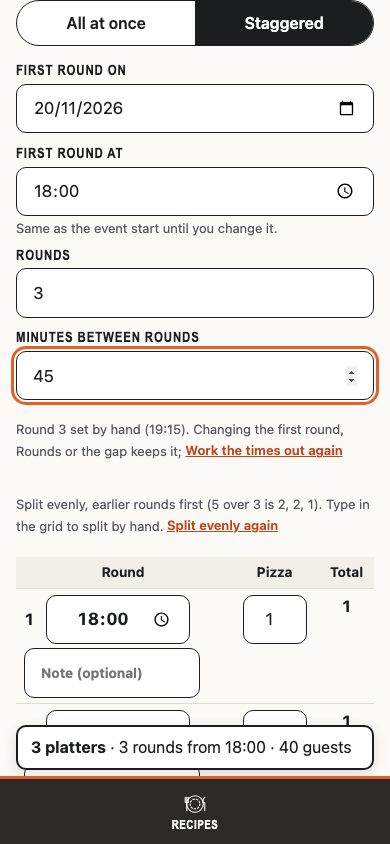 All at once
Staggered
FIRST ROUND ON
20/11/2026
FIRST ROUND AT
18:00
Same as the event start until you change it.
ROUNDS
3
MINUTES BETWEEN ROUNDS
45
Round 3 set by hand (19:15). Changing the first round,
Rounds or the gap keeps it; Work the times out again
Split evenly, earlier rounds first (5 over 3 is 2, 2, 1). Type in
the grid to split by hand. Split evenly again
Round Pizza Total
1 18:00 1 1
Note (optional)
1
3 platters · 3 rounds from 18:00 · 40 guests
RECIPES